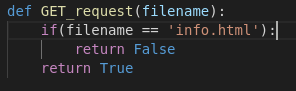 def GET_request(filename):
    if(filename == 'info.html'):
        return False
    return True